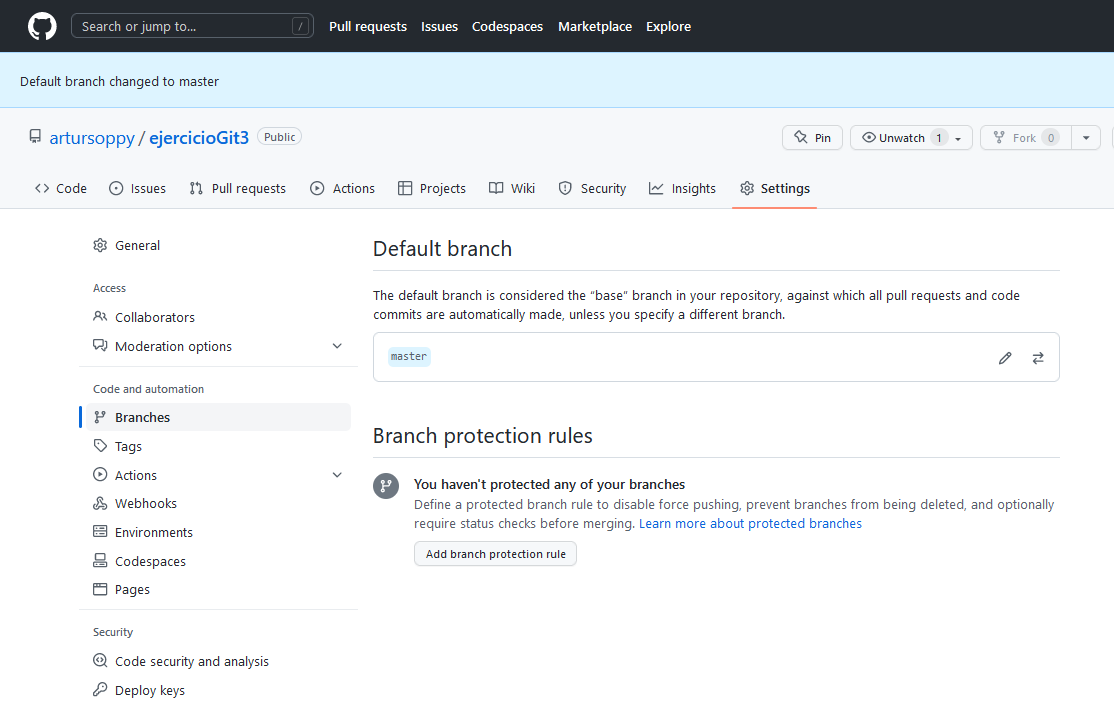 Search or jump to... /
Pull requests Issues Codespaces Marketplace Explore
Default branch changed to master
artursoppy / ejercicioGit3 Public
Pin Unwatch 1 Fork 0
Code Issues Pull requests Actions Projects Wiki Security Insights Settings
General
Access
Collaborators
Moderation options
Code and automation
Branches
Tags
Actions
Webhooks
Environments
Codespaces
Pages
Security
Code security and analysis
Deploy keys
Default branch
The default branch is considered the “base” branch in your repository, against which all pull requests and code
commits are automatically made, unless you specify a different branch.
master
Branch protection rules
You haven't protected any of your branches
Define a protected branch rule to disable force pushing, prevent branches from being deleted, and optionally
require status checks before merging. Learn more about protected branches
Add branch protection rule